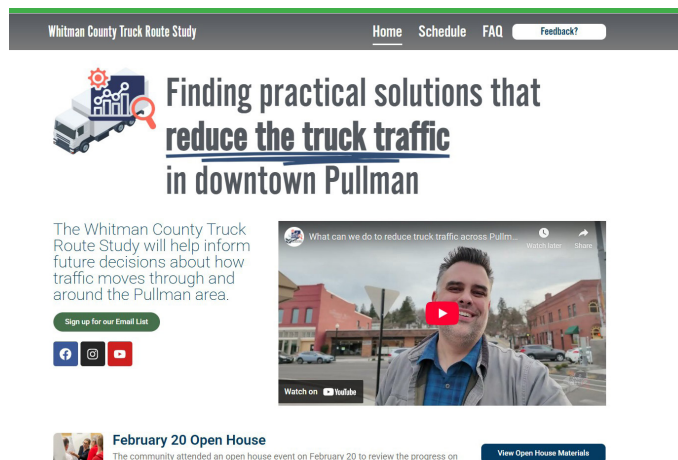 Whitman County Truck Route Study
Home Schedule FAQ Feedback?
Finding practical solutions that
reduce the truck traffic
in downtown Pullman
The Whitman County Truck
Route Study will help inform
future decisions about how
traffic moves through and
around the Pullman area.
Sign up for our Email List
What can we do to reduce truck traffic across Pullm...
Watch later Share
Watch on YouTube
February 20 Open House
The community attended an open house event on February 20 to review the progress on
View Open House Materials